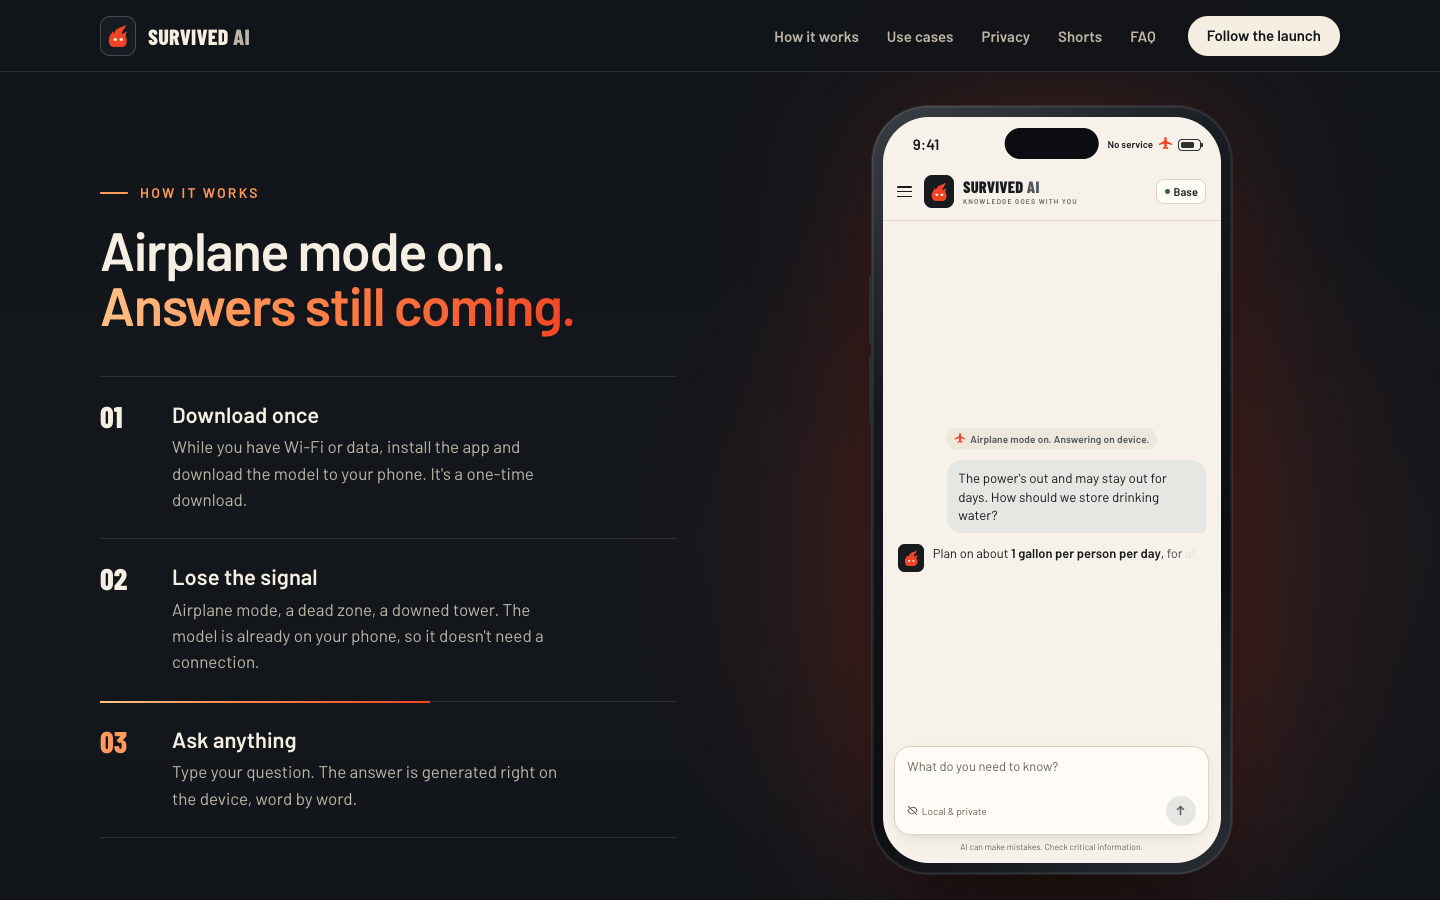 SURVIVED AI
How it works
Use cases
Privacy
Shorts
FAQ
Follow the launch
HOW IT WORKS
Airplane mode on.
Answers still coming.
01
Download once
While you have Wi-Fi or data, install the app and
download the model to your phone. It's a one-time
download.
02
Lose the signal
Airplane mode, a dead zone, a downed tower. The
model is already on your phone, so it doesn't need a
connection.
03
Ask anything
Type your question. The answer is generated right on
the device, word by word.
9:41
No service
SURVIVED AI
KNOWLEDGE GOES WITH YOU
Base
Airplane mode on. Answering on device.
The power's out and may stay out for
days. How should we store drinking
water?
Plan on about 1 gallon per person per day, for at
What do you need to know?
Local & private
AI can make mistakes. Check critical information.